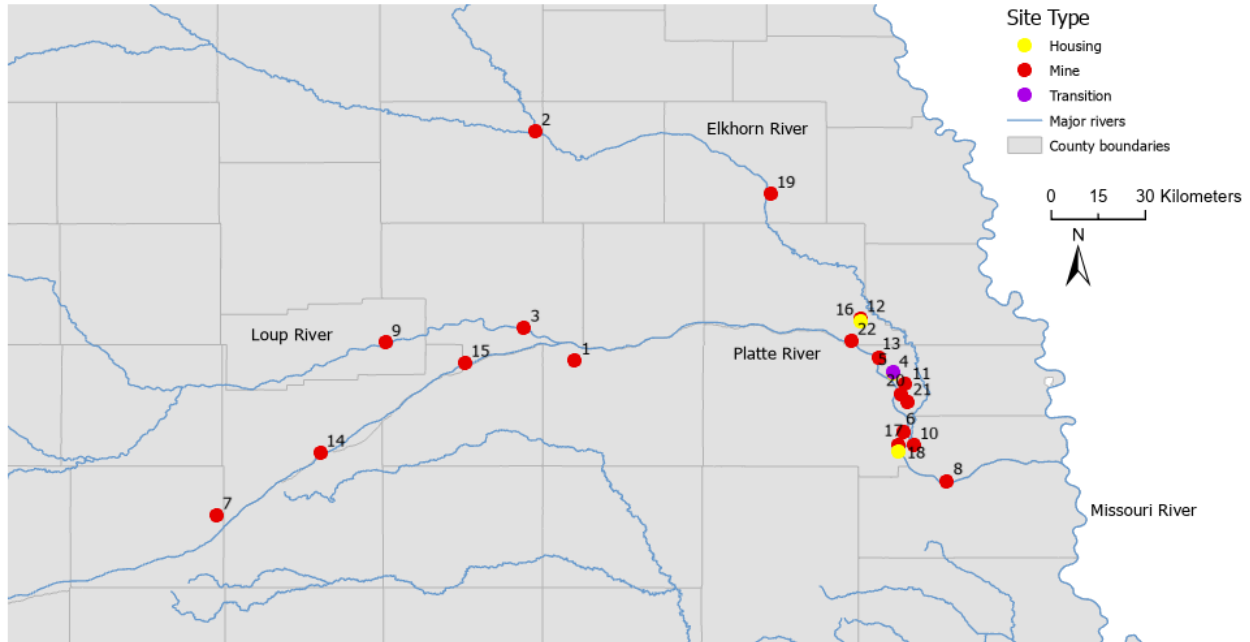 Site Type
Housing
Mine
Transition
Major rivers
County boundaries
0 15 30 Kilometers
N
2
Elkhorn River
19
16 12
Loup River
9
3
22
15
1
Platte River
13
5 4
11
20
21
6
17 10
18
14
8
7
Missouri River